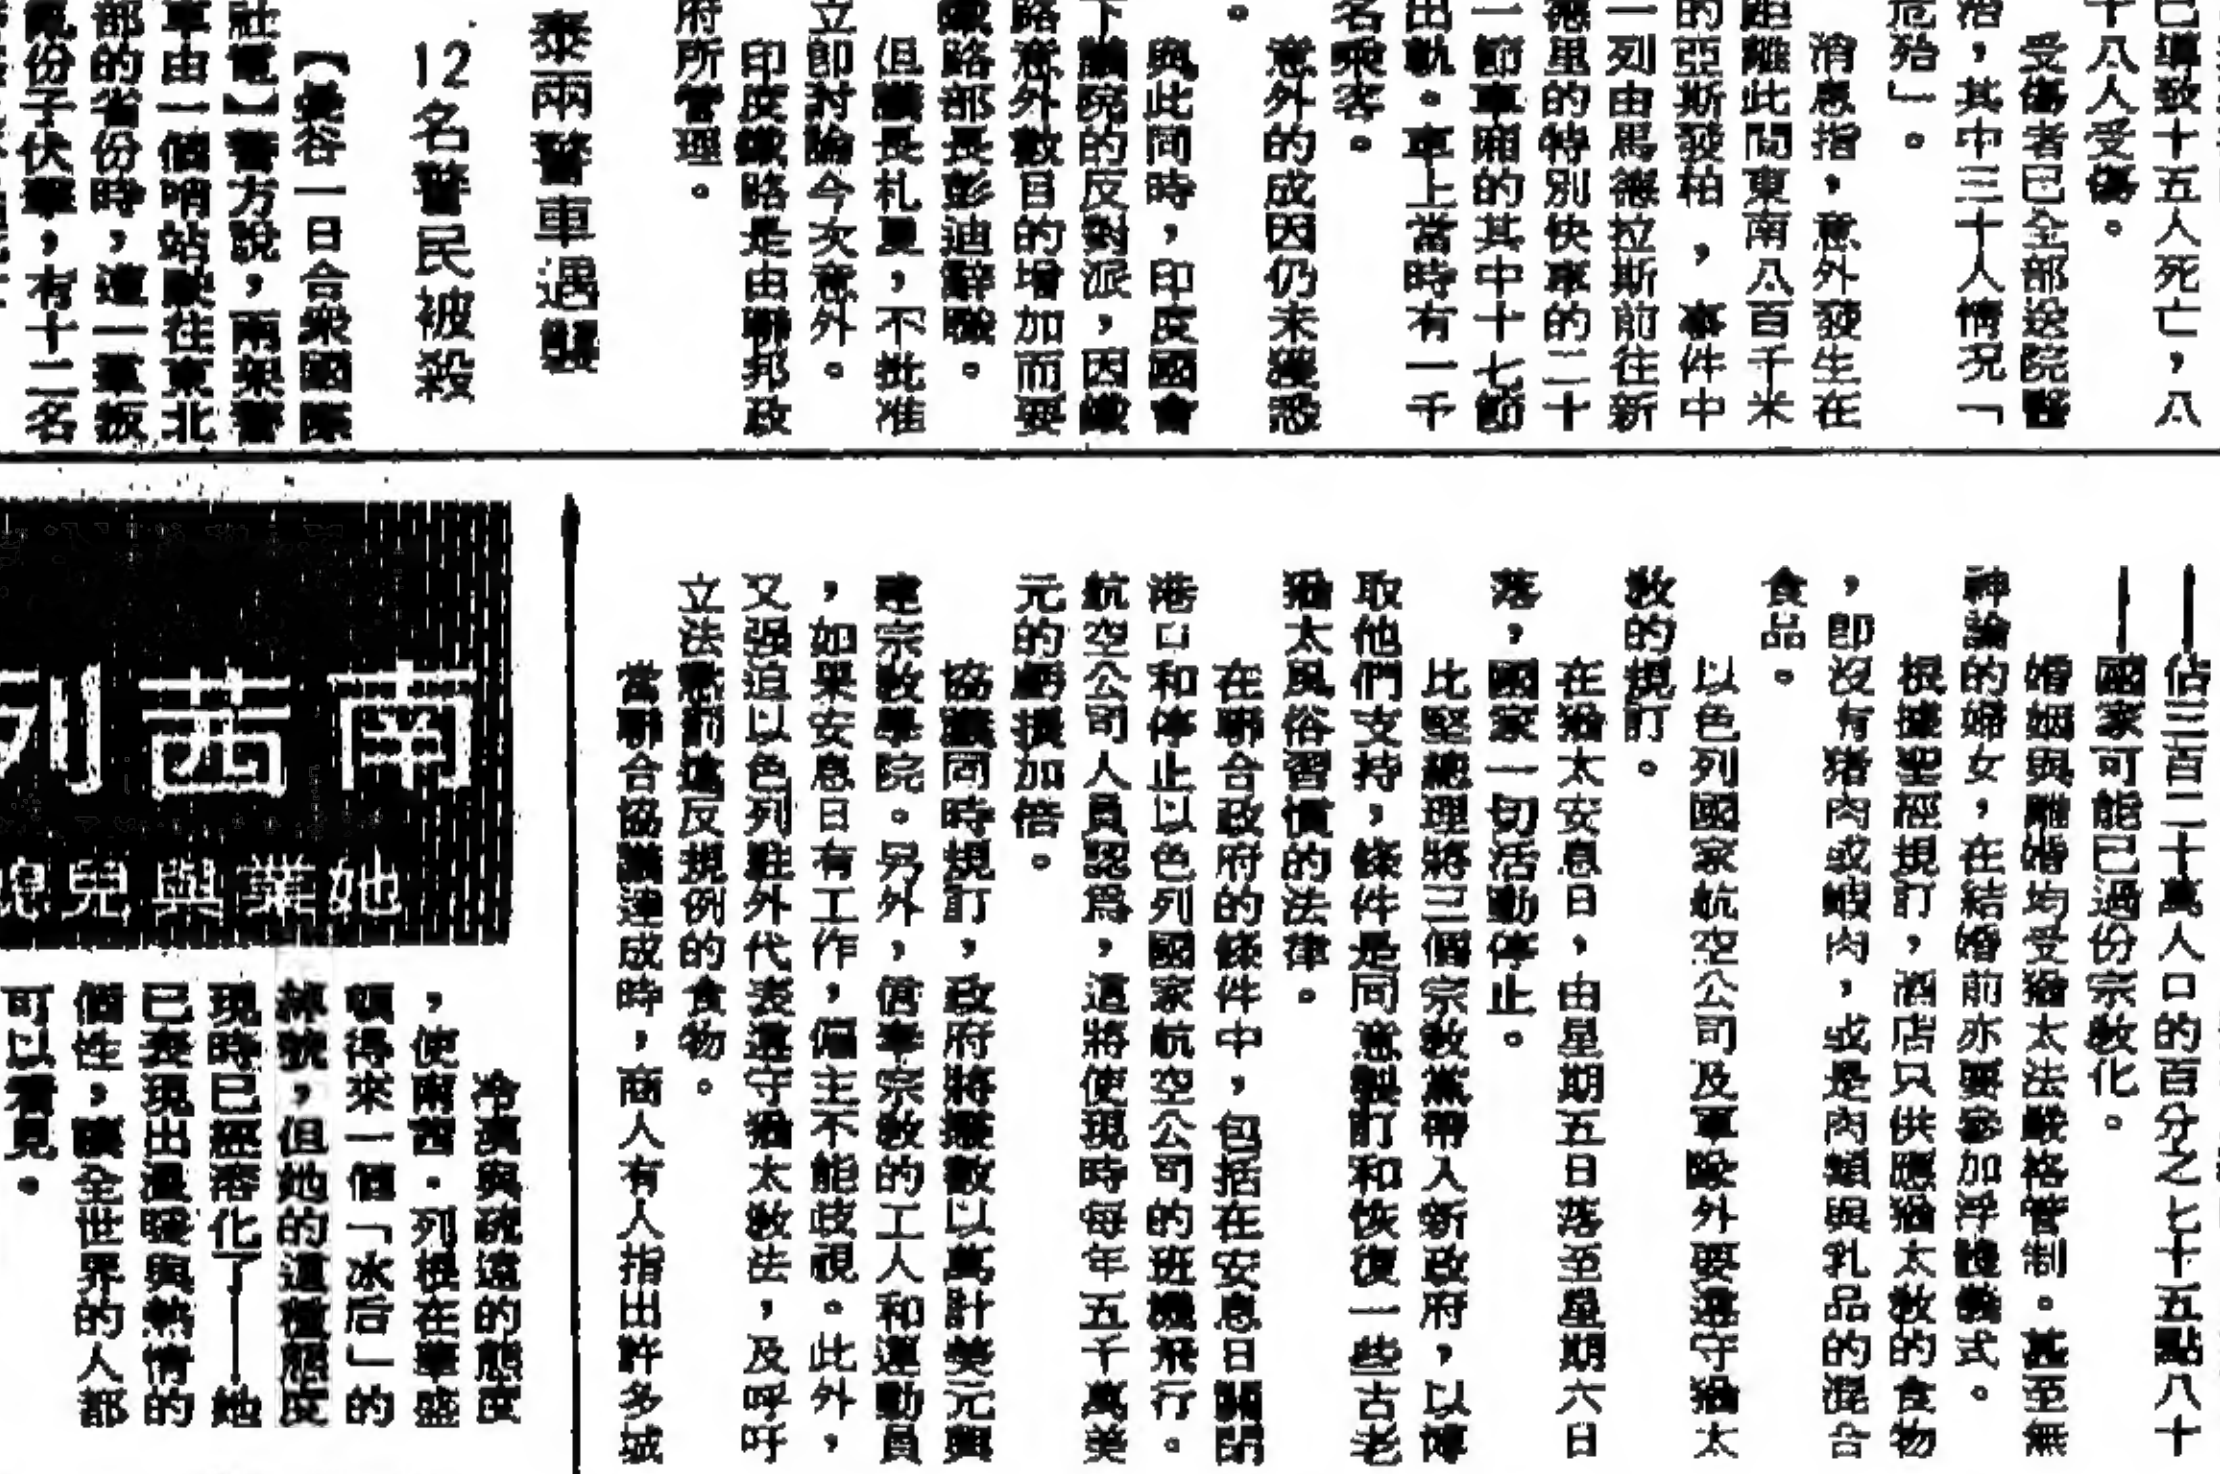 已導致十五人死亡，八
十八人受傷。
受傷者已全部送院醫
治，其中三十人情況「
危殆」。
消息指，意外發生在
距離此間東南八百千米
的亞斯發柏，事件中
一列由馬德拉斯前往新
德里的特別快車的二十
一節車廂的其中十七節
出軌。車上當時有一千
名乘客。
意外的成因仍未獲悉
。
與此同時，印度國會
下議院的反對派，因鐵
路意外數目的增加而要
鐵路部長彭迪辭職。
但議長札夏，不批准
立即討論今次意外。
印度鐵路是由聯邦政
府所管理。
泰兩警車遇襲
12名警民被殺
【曼谷一日合衆國際
社電】警方說，兩架警
車由一個哨站駛往東北
部的省份時，遭一羣叛
亂份子伏擊，有十二名
——佔三百二十萬人口的百分之七十五點八十
——國家可能已過份宗敎化。
婚姻與離婚均受猶太法嚴格管制。甚至無
神論的婦女，在結婚前亦要參加浮體儀式。
根據聖經規訂，酒店只供應猶太敎的食物
，卽沒有猪肉或蝦肉，或是肉類與乳品的混合
食品。
以色列國家航空公司及軍隊外要遵守猶太
敎的規訂。
在猶太安息日，由星期五日落至星期六日
落，國家一切活動停止。
比堅總理將三個宗敎黨帶入新政府，以博
取他們支持，條件是同意製訂和恢復一些古老
猶太風俗習慣的法律。
在聯合政府的條件中，包括在安息日關閉
港口和停止以色列國家航空公司的班機飛行。
航空公司人員認爲，這將使現時每年五千萬美
元的虧損加倍。
協議同時規訂，政府將撥數以萬計美元興
建宗敎學院。另外，信奉宗敎的工人和運動員
，如果安息日有工作，僱主不能歧視。此外，
又强迫以色列駐外代表遵守猶太敎法，及呼吁
立法懲罰違反規例的食物。
當聯合協議達成時，商人有人指出許多城
南茜列
她葉與兒總
冷漠與疏遠的態度
，使南西·列根在華盛
頓得來一個「冰后」的
綽號，但她的這種態度
現時已經溶化了——她
已表現出溫暖與熱情的
個性，讓全世界的人都
可以看見。